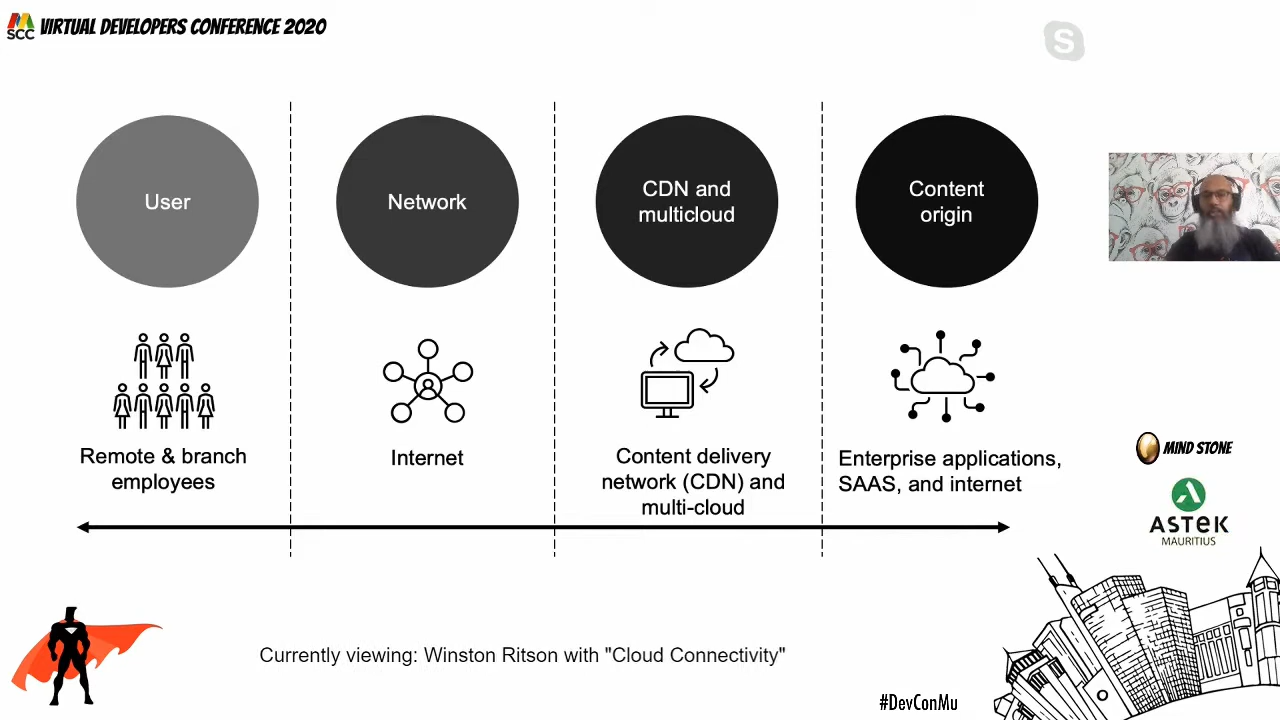 MSCC VIRTUAL DEVELOPERS CONFERENCE 2020
S
User
Network
CDN and
multicloud
Content
origin
Remote & branch
employees
Internet
Content delivery
network (CDN) and
multi-cloud
Enterprise applications,
SAAS, and internet
MIND STONE
ASTEK
MAURITIUS
Currently viewing: Winston Ritson with "Cloud Connectivity"
#DevConMu